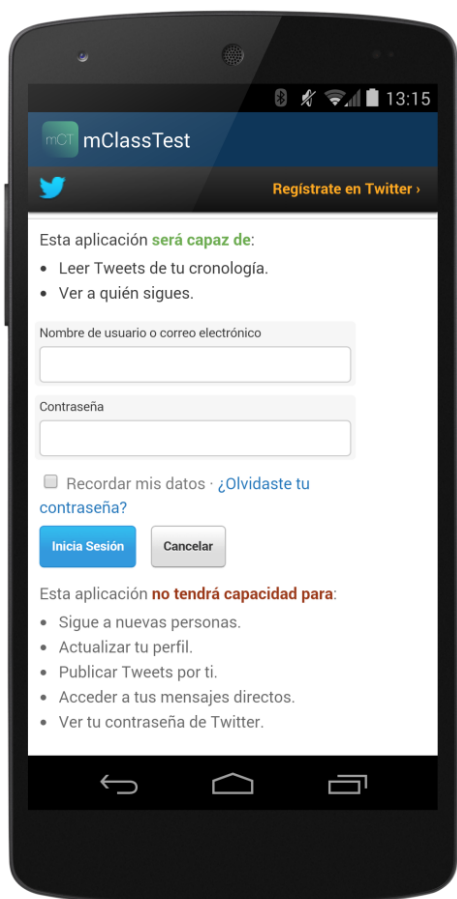 13:15
mCT mClassTest
Regístrate en Twitter ›
Esta aplicación será capaz de:
• Leer Tweets de tu cronología.
• Ver a quién sigues.
Nombre de usuario o correo electrónico
Contraseña
Recordar mis datos · ¿Olvidaste tu
contraseña?
Inicia Sesión Cancelar
Esta aplicación no tendrá capacidad para:
• Sigue a nuevas personas.
• Actualizar tu perfil.
• Publicar Tweets por ti.
• Acceder a tus mensajes directos.
• Ver tu contraseña de Twitter.